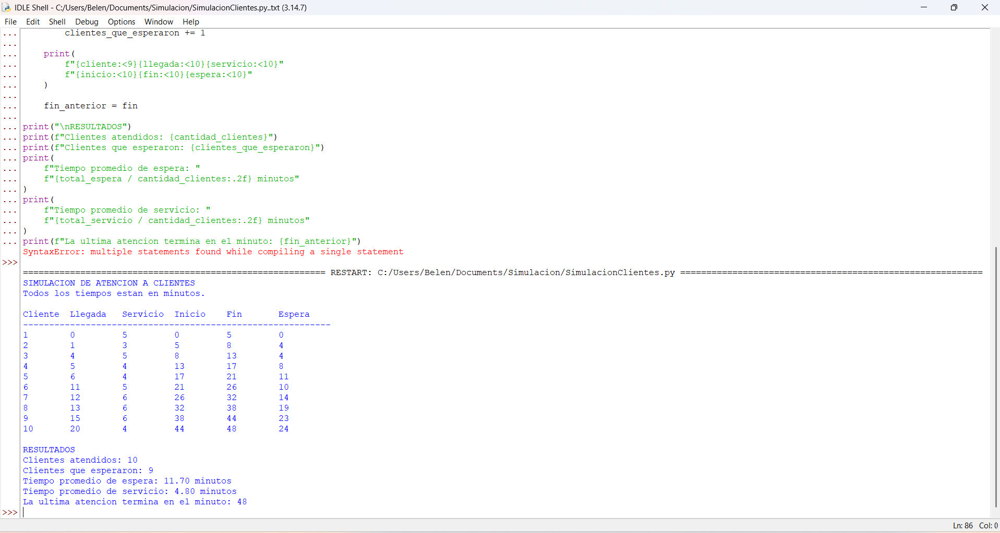 IDLE Shell - C:/Users/Belen/Documents/Simulacion/SimulacionClientes.py..txt (3.14.7)
File Edit Shell Debug Options Window Help
...         clientes_que_esperaron += 1
...
...     print(
...         f"{cliente:<9}{llegada:<10}{servicio:<10}"
...         f"{inicio:<10}{fin:<10}{espera:<10}"
...     )
...
...     fin_anterior = fin
...
... print("\nRESULTADOS")
... print(f"Clientes atendidos: {cantidad_clientes}")
... print(f"Clientes que esperaron: {clientes_que_esperaron}")
... print(
...     f"Tiempo promedio de espera: "
...     f"{total_espera / cantidad_clientes:.2f} minutos"
... )
... print(
...     f"Tiempo promedio de servicio: "
...     f"{total_servicio / cantidad_clientes:.2f} minutos"
... )
... print(f"La ultima atencion termina en el minuto: {fin_anterior}")
SyntaxError: multiple statements found while compiling a single statement
>>>
========================================================== RESTART: C:/Users/Belen/Documents/Simulacion/SimulacionClientes.py ==========================================================
SIMULACION DE ATENCION A CLIENTES
Todos los tiempos estan en minutos.
Cliente  Llegada   Servicio  Inicio    Fin       Espera
-----------------------------------------------------------
1        0         5         0         5         0
2        1         3         5         8         4
3        4         5         8         13        4
4        5         4         13        17        8
5        6         4         17        21        11
6        11        5         21        26        10
7        12        6         26        32        14
8        13        6         32        38        19
9        15        6         38        44        23
10       20        4         44        48        24
RESULTADOS
Clientes atendidos: 10
Clientes que esperaron: 9
Tiempo promedio de espera: 11.70 minutos
Tiempo promedio de servicio: 4.80 minutos
La ultima atencion termina en el minuto: 48
>>>
Ln: 86 Col: 0